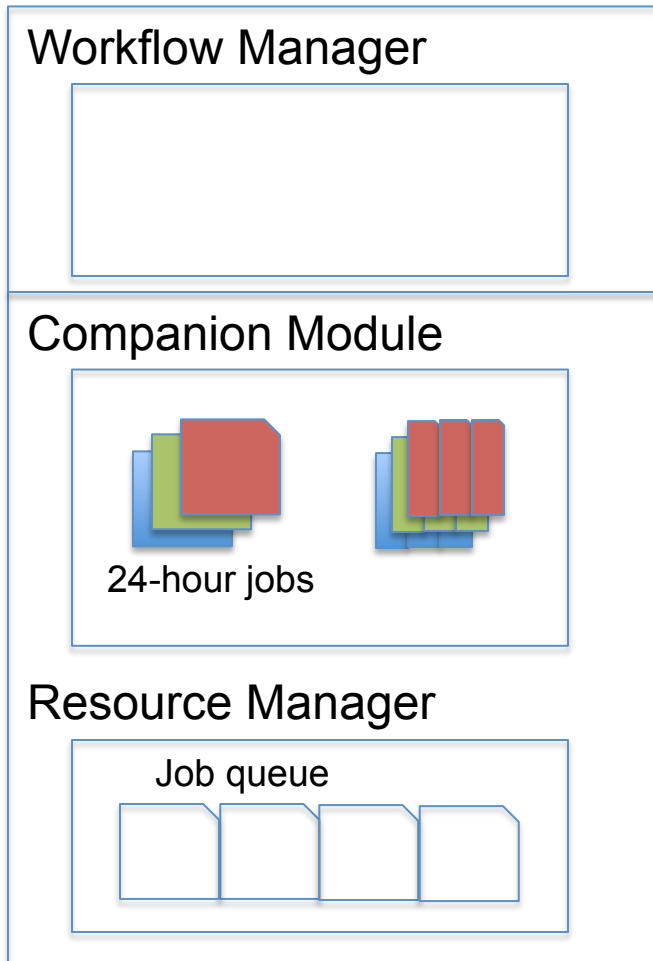 Workflow Manager
Companion Module
24-hour jobs
Resource Manager
Job queue